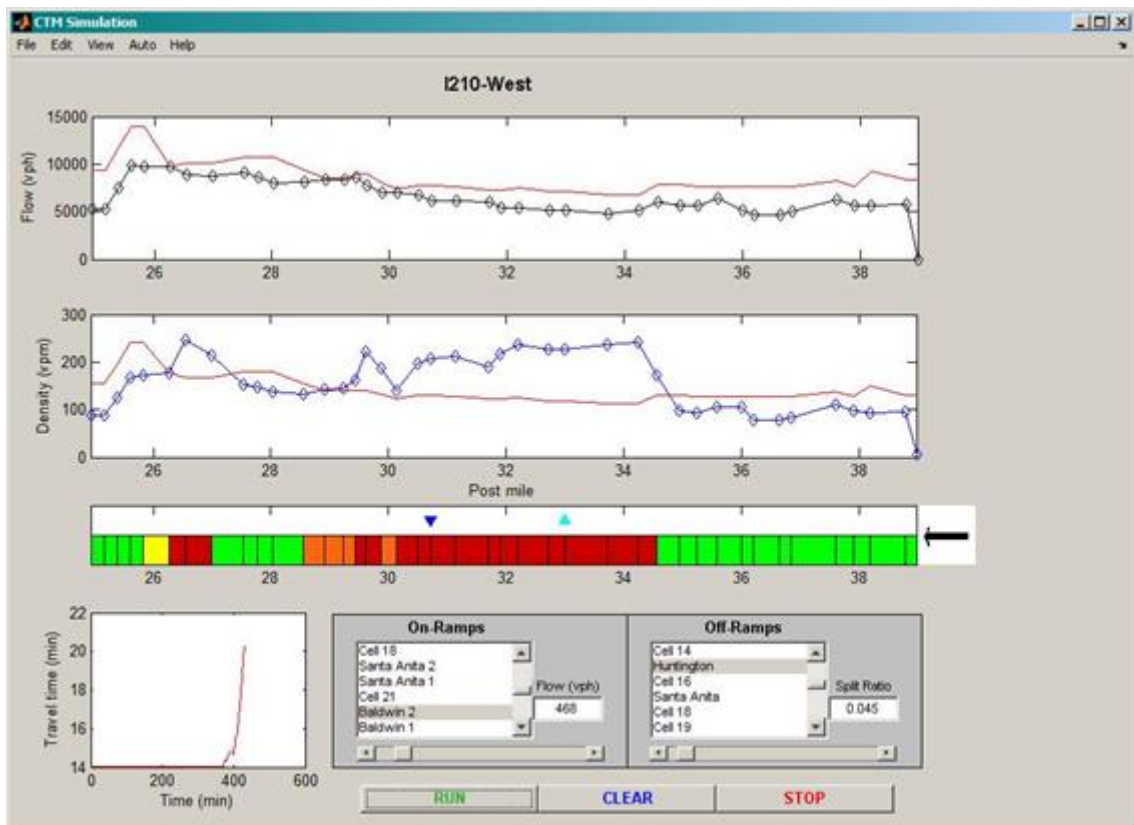 CTM Simulation
File Edit View Auto Help
I210-West
Flow (vph)
15000
10000
5000
0
26 28 30 32 34 36 38
Density (vpm)
300
200
100
0
26 28 30 32 34 36 38
Post mile
26 28 30 32 34 36 38
Travel time (min)
22
20
18
16
14
0 200 400 600
Time (min)
On-Ramps
Cell 18
Santa Anita 2
Santa Anita 1
Cell 21
Baldwin 2
Baldwin 1
Flow (vph)
468
Off-Ramps
Cell 14
Huntington
Cell 16
Santa Anita
Cell 18
Cell 19
Split Ratio
0.045
RUN CLEAR STOP